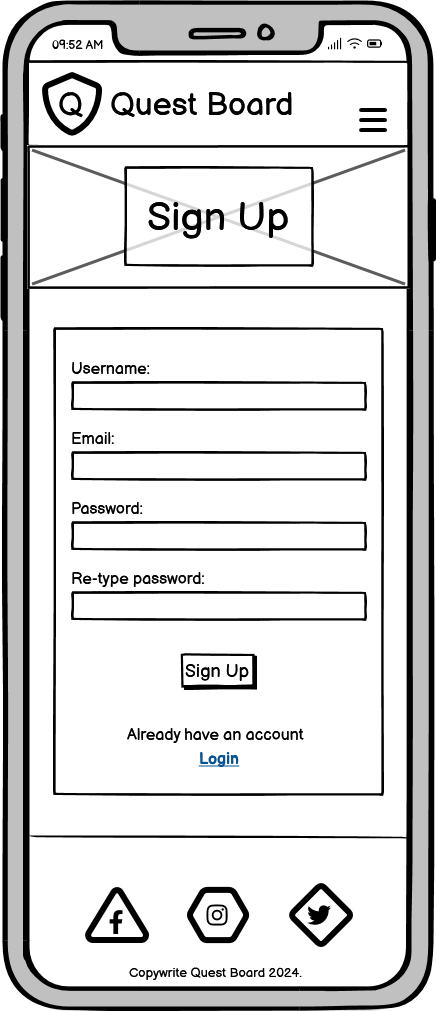 09:52 AM
Q Quest Board
Sign Up
Username:
Email:
Password:
Re-type password:
Sign Up
Already have an account
Login
Copywrite Quest Board 2024.